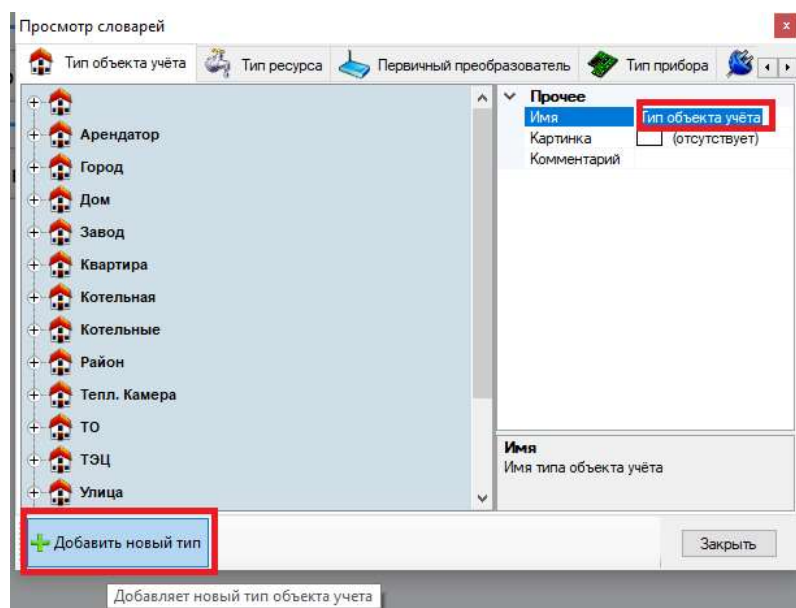 Просмотр словарей
Тип объекта учёта
Тип ресурса
Первичный преобразователь
Тип прибора
Арендатор
Город
Дом
Завод
Квартира
Котельная
Котельные
Район
Тепл. Камера
ТО
ТЭЦ
Улица
Прочее
Имя Тип объекта учёта
Картинка (отсутствует)
Комментарий
Имя
Имя типа объекта учёта
Добавить новый тип
Закрыть
Добавляет новый тип объекта учета